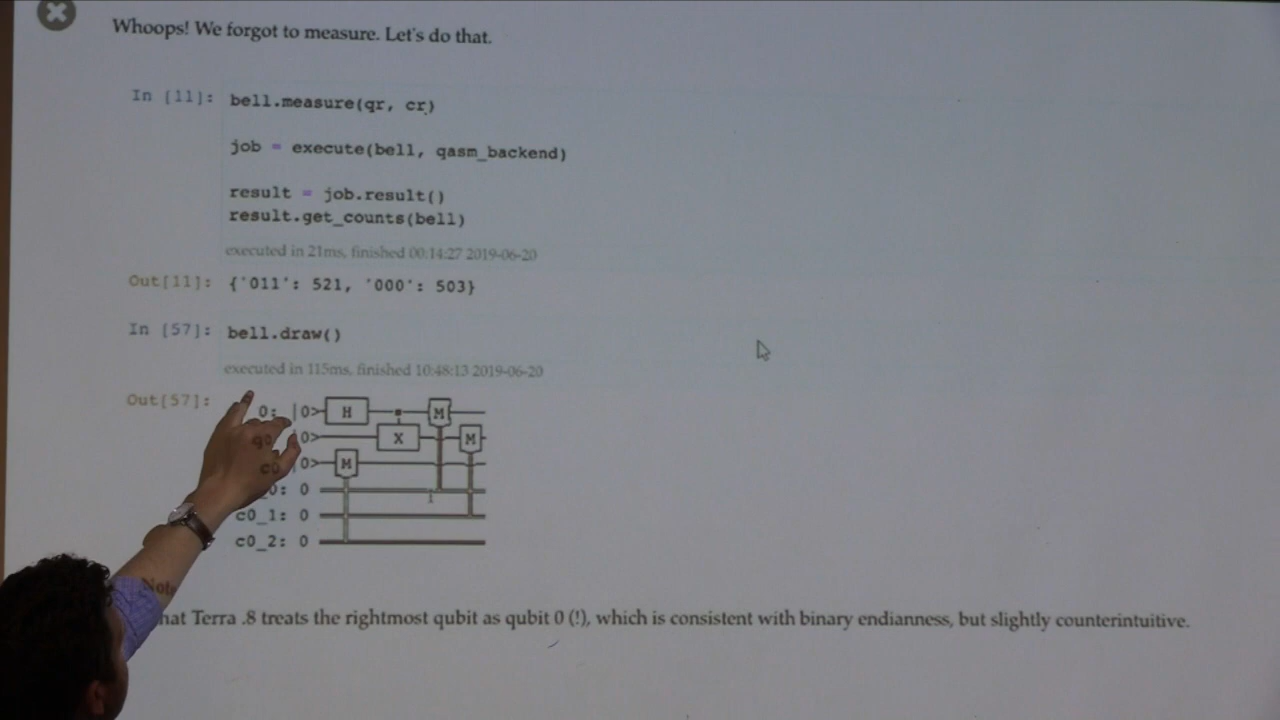 Whoops! We forgot to measure. Let's do that.
In [11]: bell.measure(qr, cr)
job = execute(bell, qasm_backend)
result = job.result()
result.get_counts(bell)
executed in 21ms, finished 00:14:27 2019-06-20
Out[11]: {'011': 521, '000': 503}
In [57]: bell.draw()
executed in 115ms, finished 10:48:13 2019-06-20
Out[57]:
0: |0> H M
|0> X M
|0> M
0: 0
c0_1: 0
c0_2: 0
Terra .8 treats the rightmost qubit as qubit 0 (!), which is consistent with binary endianness, but slightly counterintuitive.